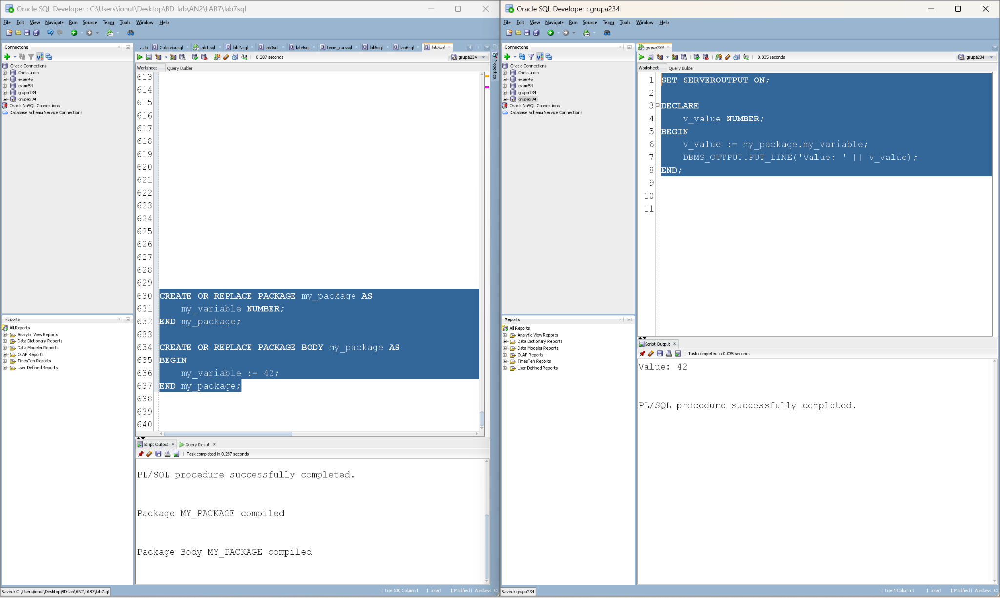 Oracle SQL Developer : C:\Users\ionut\Desktop\BD-lab\AN2\LAB7\lab7sql
File Edit View Navigate Run Source Team Tools Window Help
Connections
Oracle Connections
Chess.com
exam45
exam54
grupa134
grupa234
Oracle NoSQL Connections
Database Schema Service Connections
Reports
All Reports
Analytic View Reports
Data Dictionary Reports
Data Modeler Reports
OLAP Reports
TimesTen Reports
User Defined Reports
...itii Colocviuusql lab1.sql lab2.sql lab3sql lab4sql teme_curssql lab5sql lab6sql lab7sql
0.287 seconds grupa234
Worksheet Query Builder
Properties
613
614
615
616
617
618
619
620
621
622
623
624
625
626
627
628
629
630 CREATE OR REPLACE PACKAGE my_package AS
631 my_variable NUMBER;
632 END my_package;
633
634 CREATE OR REPLACE PACKAGE BODY my_package AS
635 BEGIN
636 my_variable := 42;
637 END my_package;
638
639
640
Script Output Query Result
Task completed in 0.287 seconds
PL/SQL procedure successfully completed.
Package MY_PACKAGE compiled
Package Body MY_PACKAGE compiled
Saved: C:\Users\ionut\Desktop\BD-lab\AN2\LAB7\lab7sql
Line 630 Column 1 Insert Modified Windows:
Oracle SQL Developer : grupa234
File Edit View Navigate Run Source Team Tools Window Help
Connections
Oracle Connections
Chess.com
exam45
exam54
grupa134
grupa234
Oracle NoSQL Connections
Database Schema Service Connections
Reports
All Reports
Analytic View Reports
Data Dictionary Reports
Data Modeler Reports
OLAP Reports
TimesTen Reports
User Defined Reports
grupa234
0.035 seconds grupa234
Worksheet Query Builder
1 SET SERVEROUTPUT ON;
2
3 DECLARE
4 v_value NUMBER;
5 BEGIN
6 v_value := my_package.my_variable;
7 DBMS_OUTPUT.PUT_LINE('Value: ' || v_value);
8 END;
9
10
11
Script Output
Task completed in 0.035 seconds
Value: 42
PL/SQL procedure successfully completed.
Saved: grupa234
Line 1 Column 1 Insert Modified Windows: